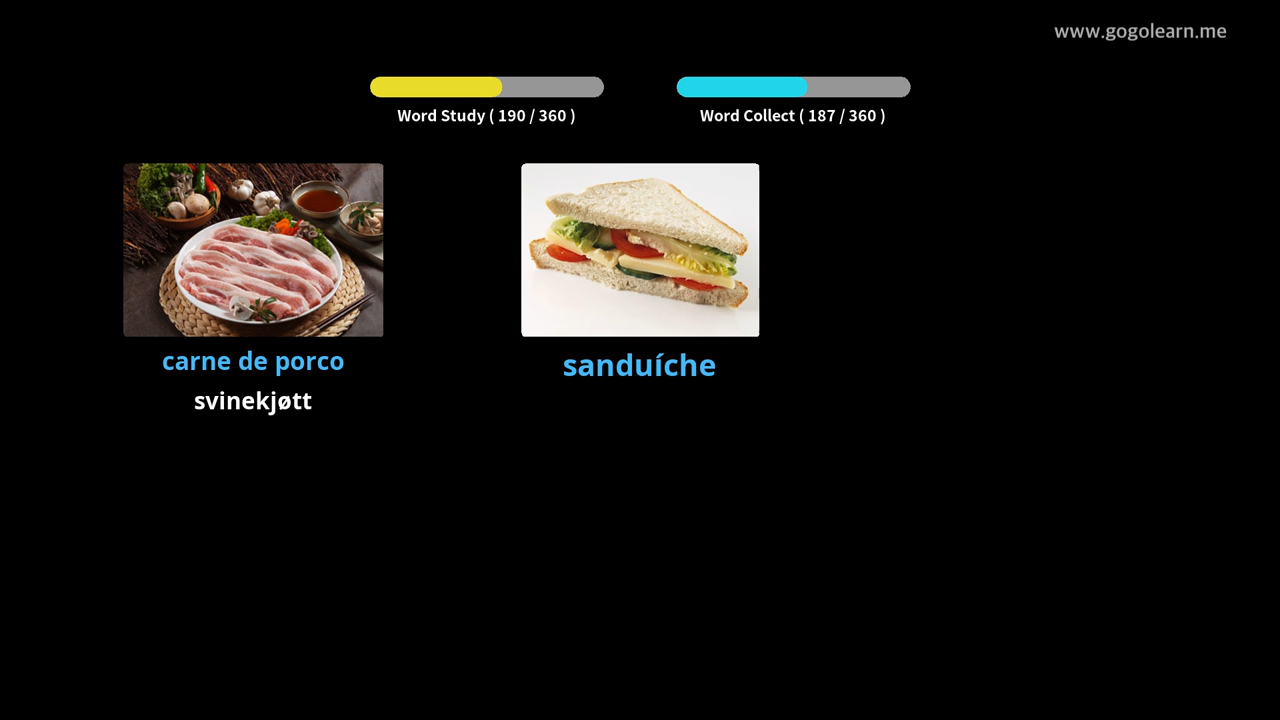 www.gogolearn.me
Word Study ( 190 / 360 )
Word Collect ( 187 / 360 )
carne de porco
svinekjøtt
sanduíche